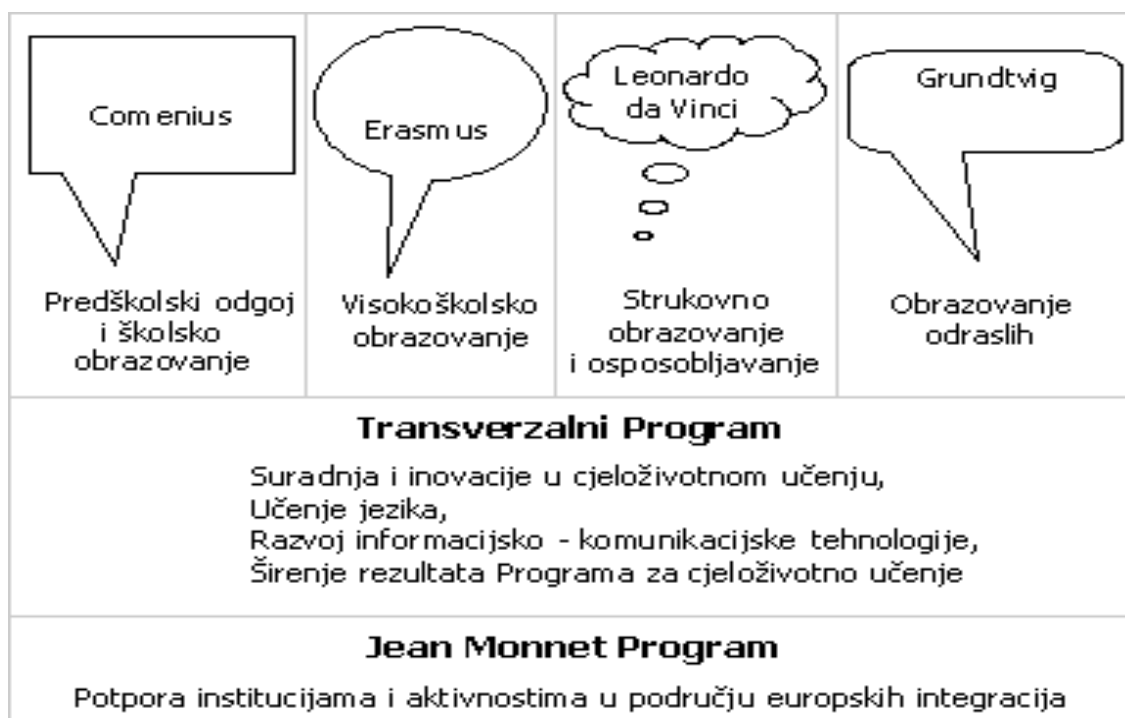 Comenius
Predškolski odgoj
i školsko
obrazovanje
Erasmus
Visokoškolsko
obrazovanje
Leonardo
da Vinci
Strukovno
obrazovanje
i osposobljavanje
Grundtvig
Obrazovanje
odraslih
Transverzalni Program
Suradnja i inovacije u cjeloživotnom učenju,
Učenje jezika,
Razvoj informacijsko - komunikacijske tehnologije,
Širenje rezultata Programa za cjeloživotno učenje
Jean Monnet Program
Potpora institucijama i aktivnostima u području europskih integracija